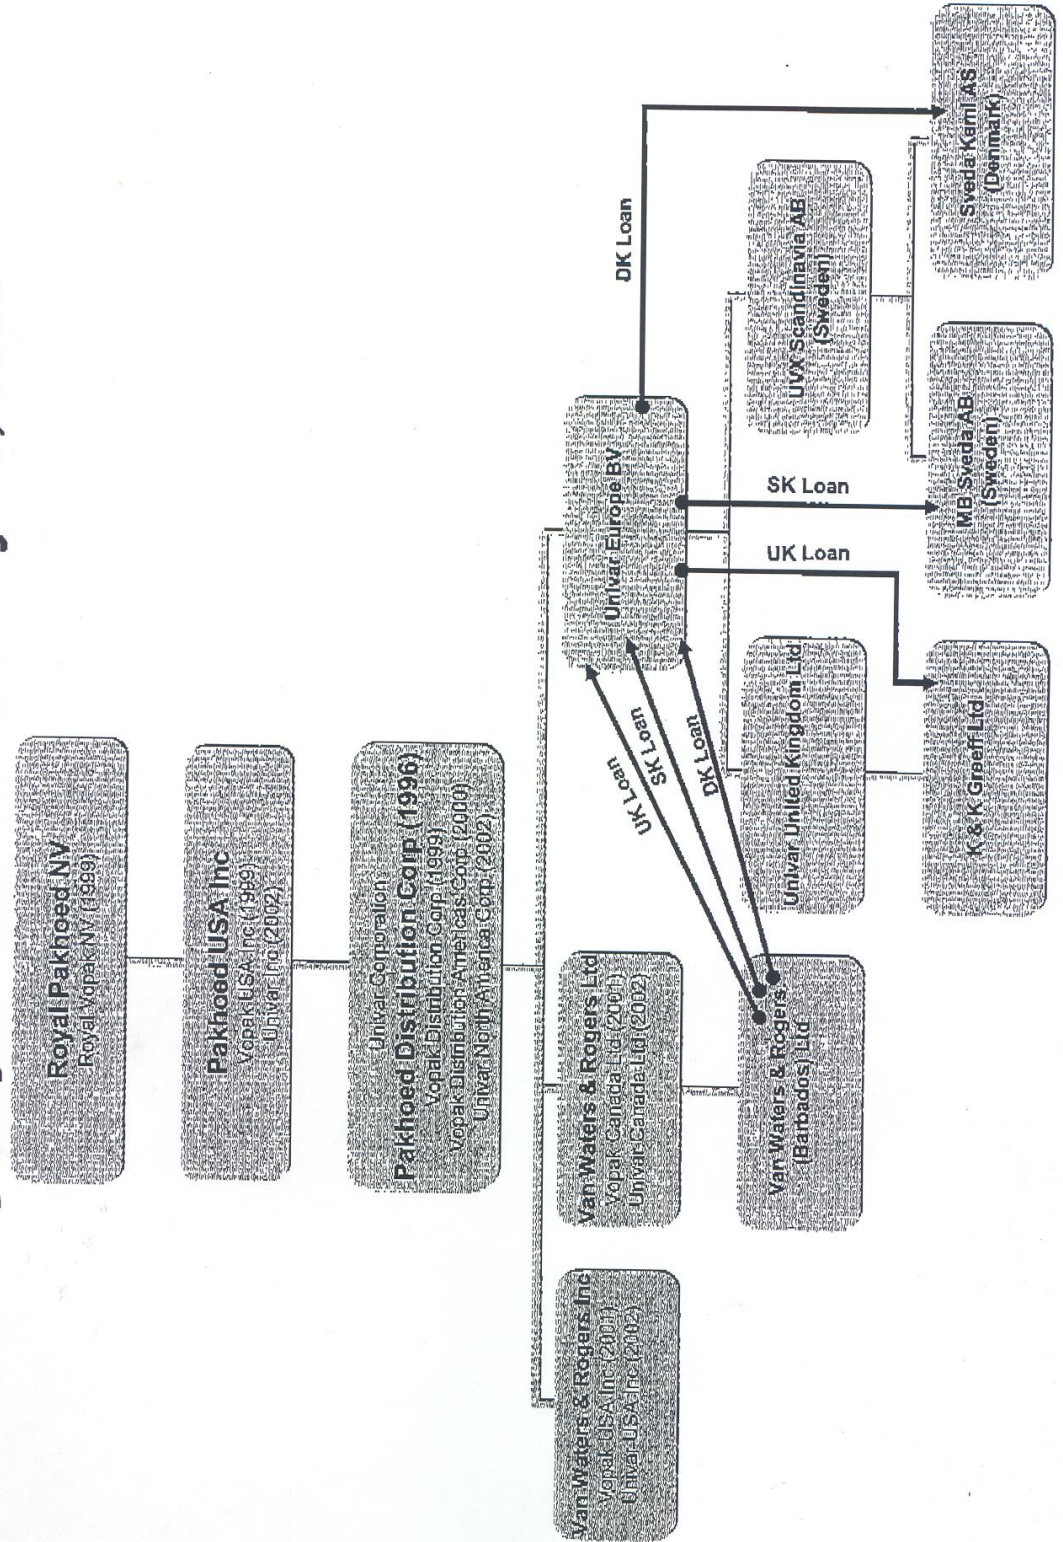 Royal Pakhoed NV
Royal Vopak NV (1999)
Pakhoed USA Inc
Vopak USA Inc (1999)
Univar Inc (2002)
Univar Corporation
Pakhoed Distribution Corp (1996)
Vopak Distribution Corp (1999)
Vopak Distribution Americas Corp (2000)
Univar North America Corp (2002)
Van Waters & Rogers Inc
Vopak USA Inc (2001)
Univar USA Inc (2002)
Van Waters & Rogers Ltd
Vopak Canada Ltd (2001)
Univar Canada Ltd (2002)
Univar Europe BV
DK Loan
UK Loan
SK Loan
DK Loan
SK Loan
UK Loan
Van Waters & Rogers
(Barbados) Ltd
Univar United Kingdom Ltd
UVX Scandinavia AB
(Sweden)
K & K Greeff Ltd
MB Sveda AB
(Sweden)
Sveda Kemi AS
(Denmark)